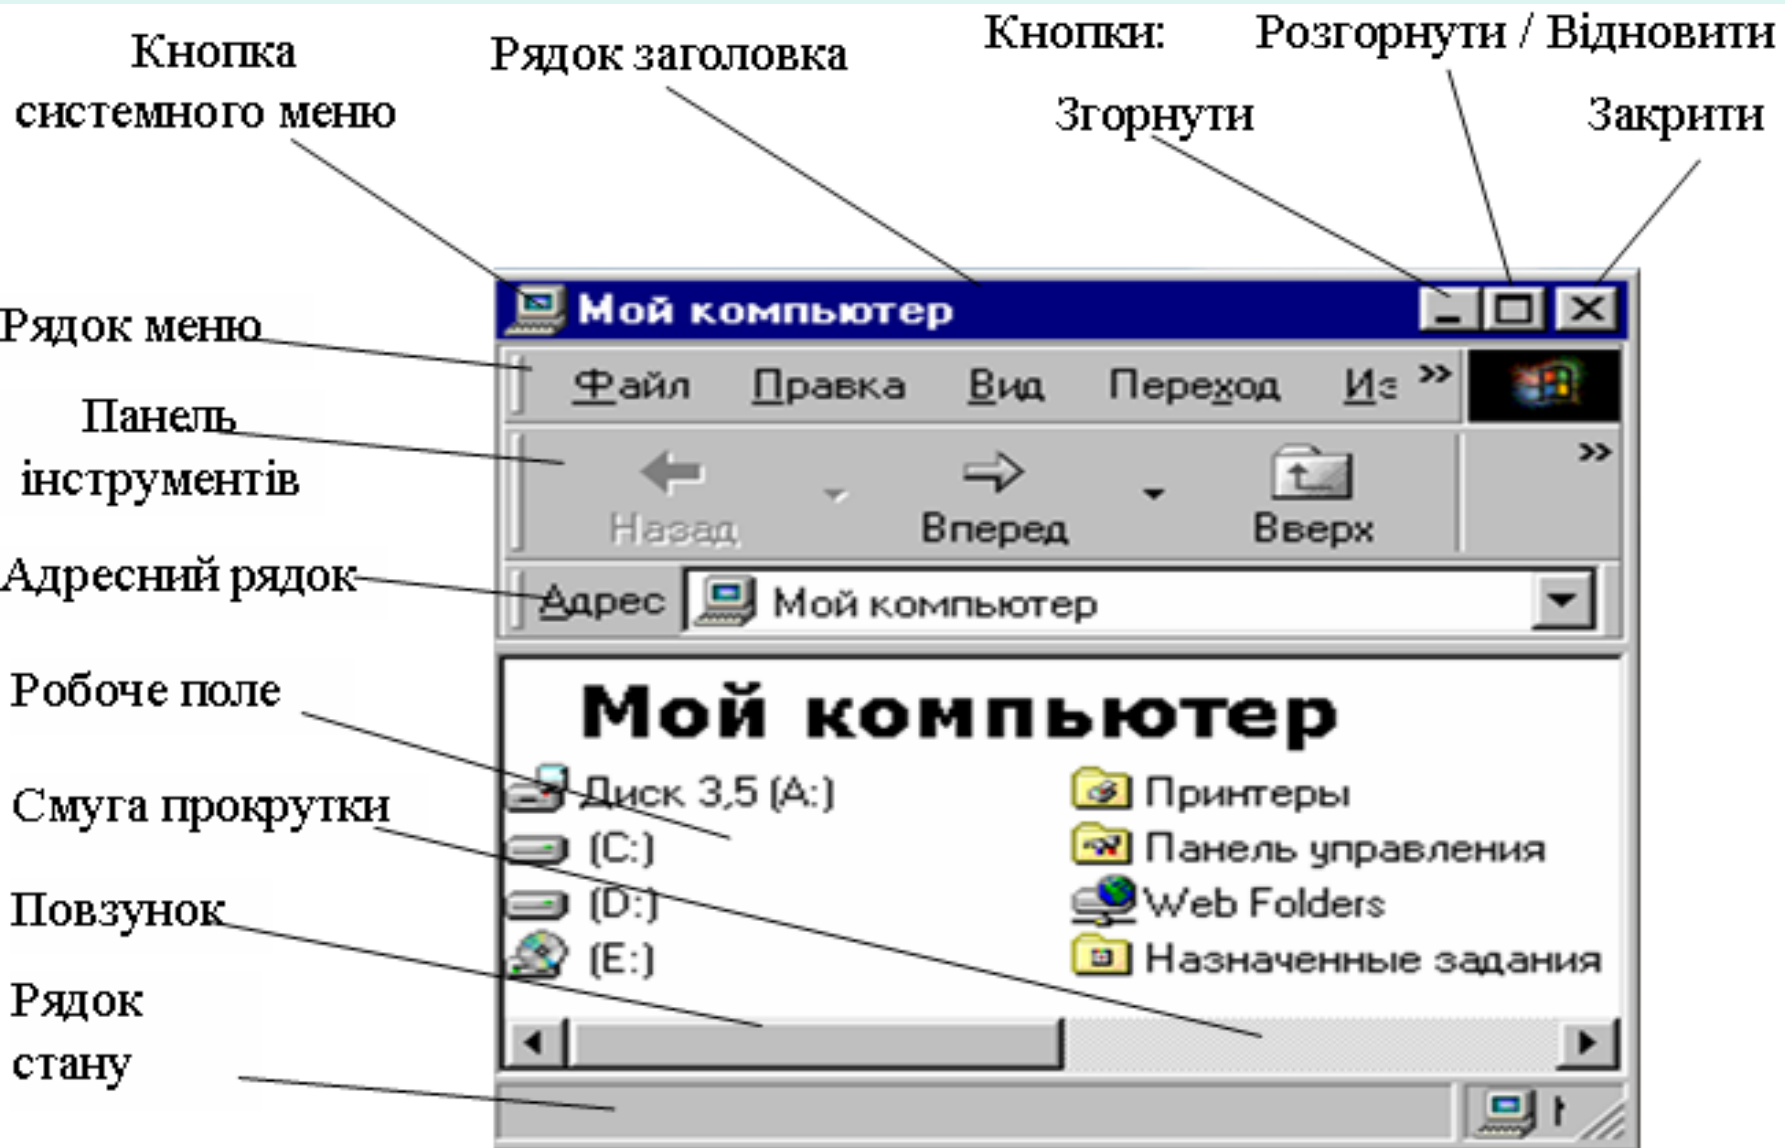 Кнопка
системного меню
Рядок заголовка
Кнопки:
Розгорнути / Відновити
Згорнути
Закрити
Рядок меню
Панель
інструментів
Адресний рядок
Робоче поле
Смуга прокрутки
Повзунок
Рядок
стану
Мой компьютер
Файл Правка Вид Переход Из »
»
Назад Вперед Вверх
Адрес Мой компьютер
Мой компьютер
Диск 3,5 (A:) Принтеры
(C:) Панель управления
(D:) Web Folders
(E:) Назначенные задания